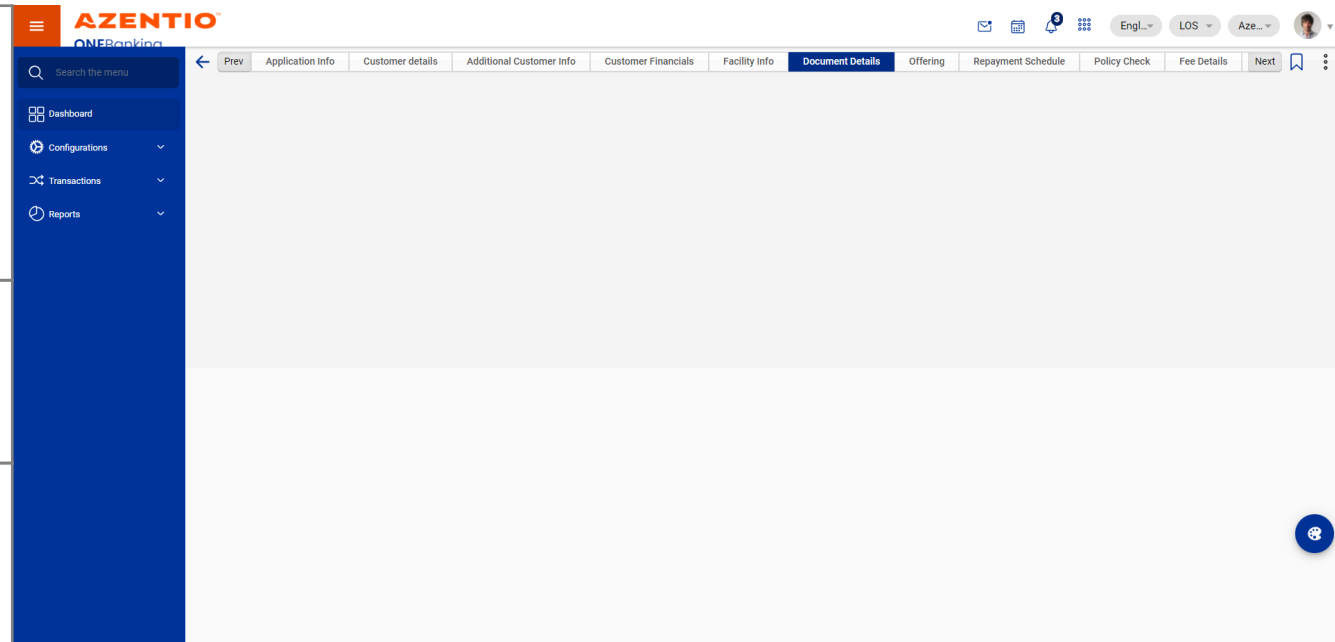 AZENTIO™
ONEBanking
3
Engl...
LOS
Aze...
Search the menu
Prev
Application Info
Customer details
Additional Customer Info
Customer Financials
Facility Info
Document Details
Offering
Repayment Schedule
Policy Check
Fee Details
Next
Dashboard
Configurations
Transactions
Reports